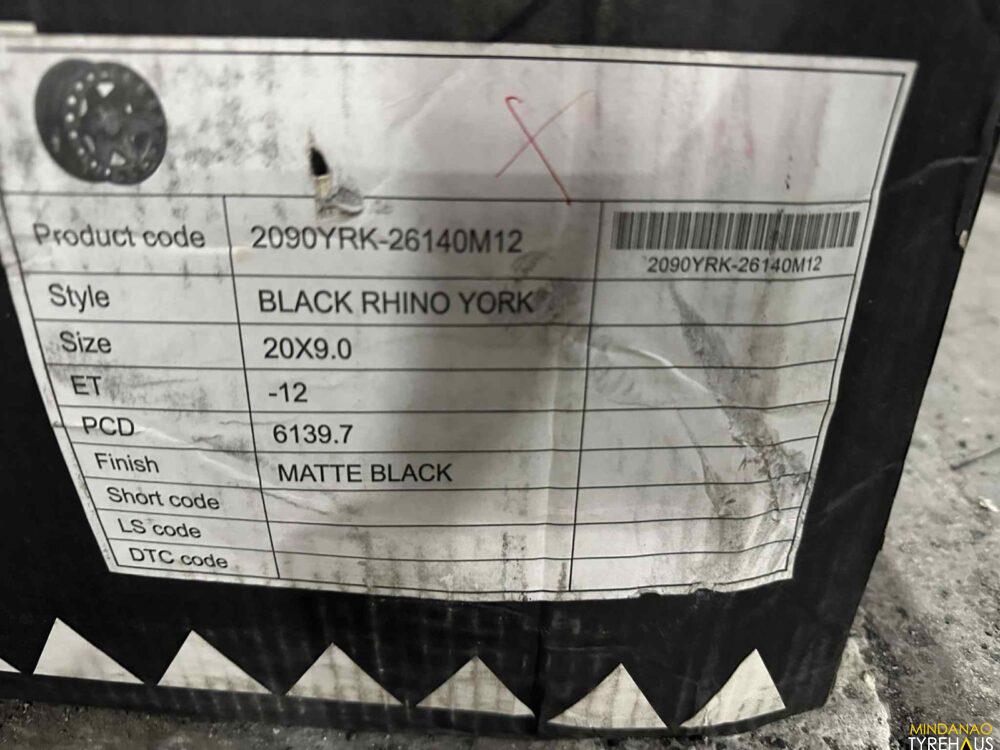 Product code 2090YRK-26140M12 2090YRK-26140M12
Style BLACK RHINO YORK
Size 20X9.0
ET -12
PCD 6139.7
Finish MATTE BLACK
Short code
LS code
DTC code
MINDANAO
TYREHAUS